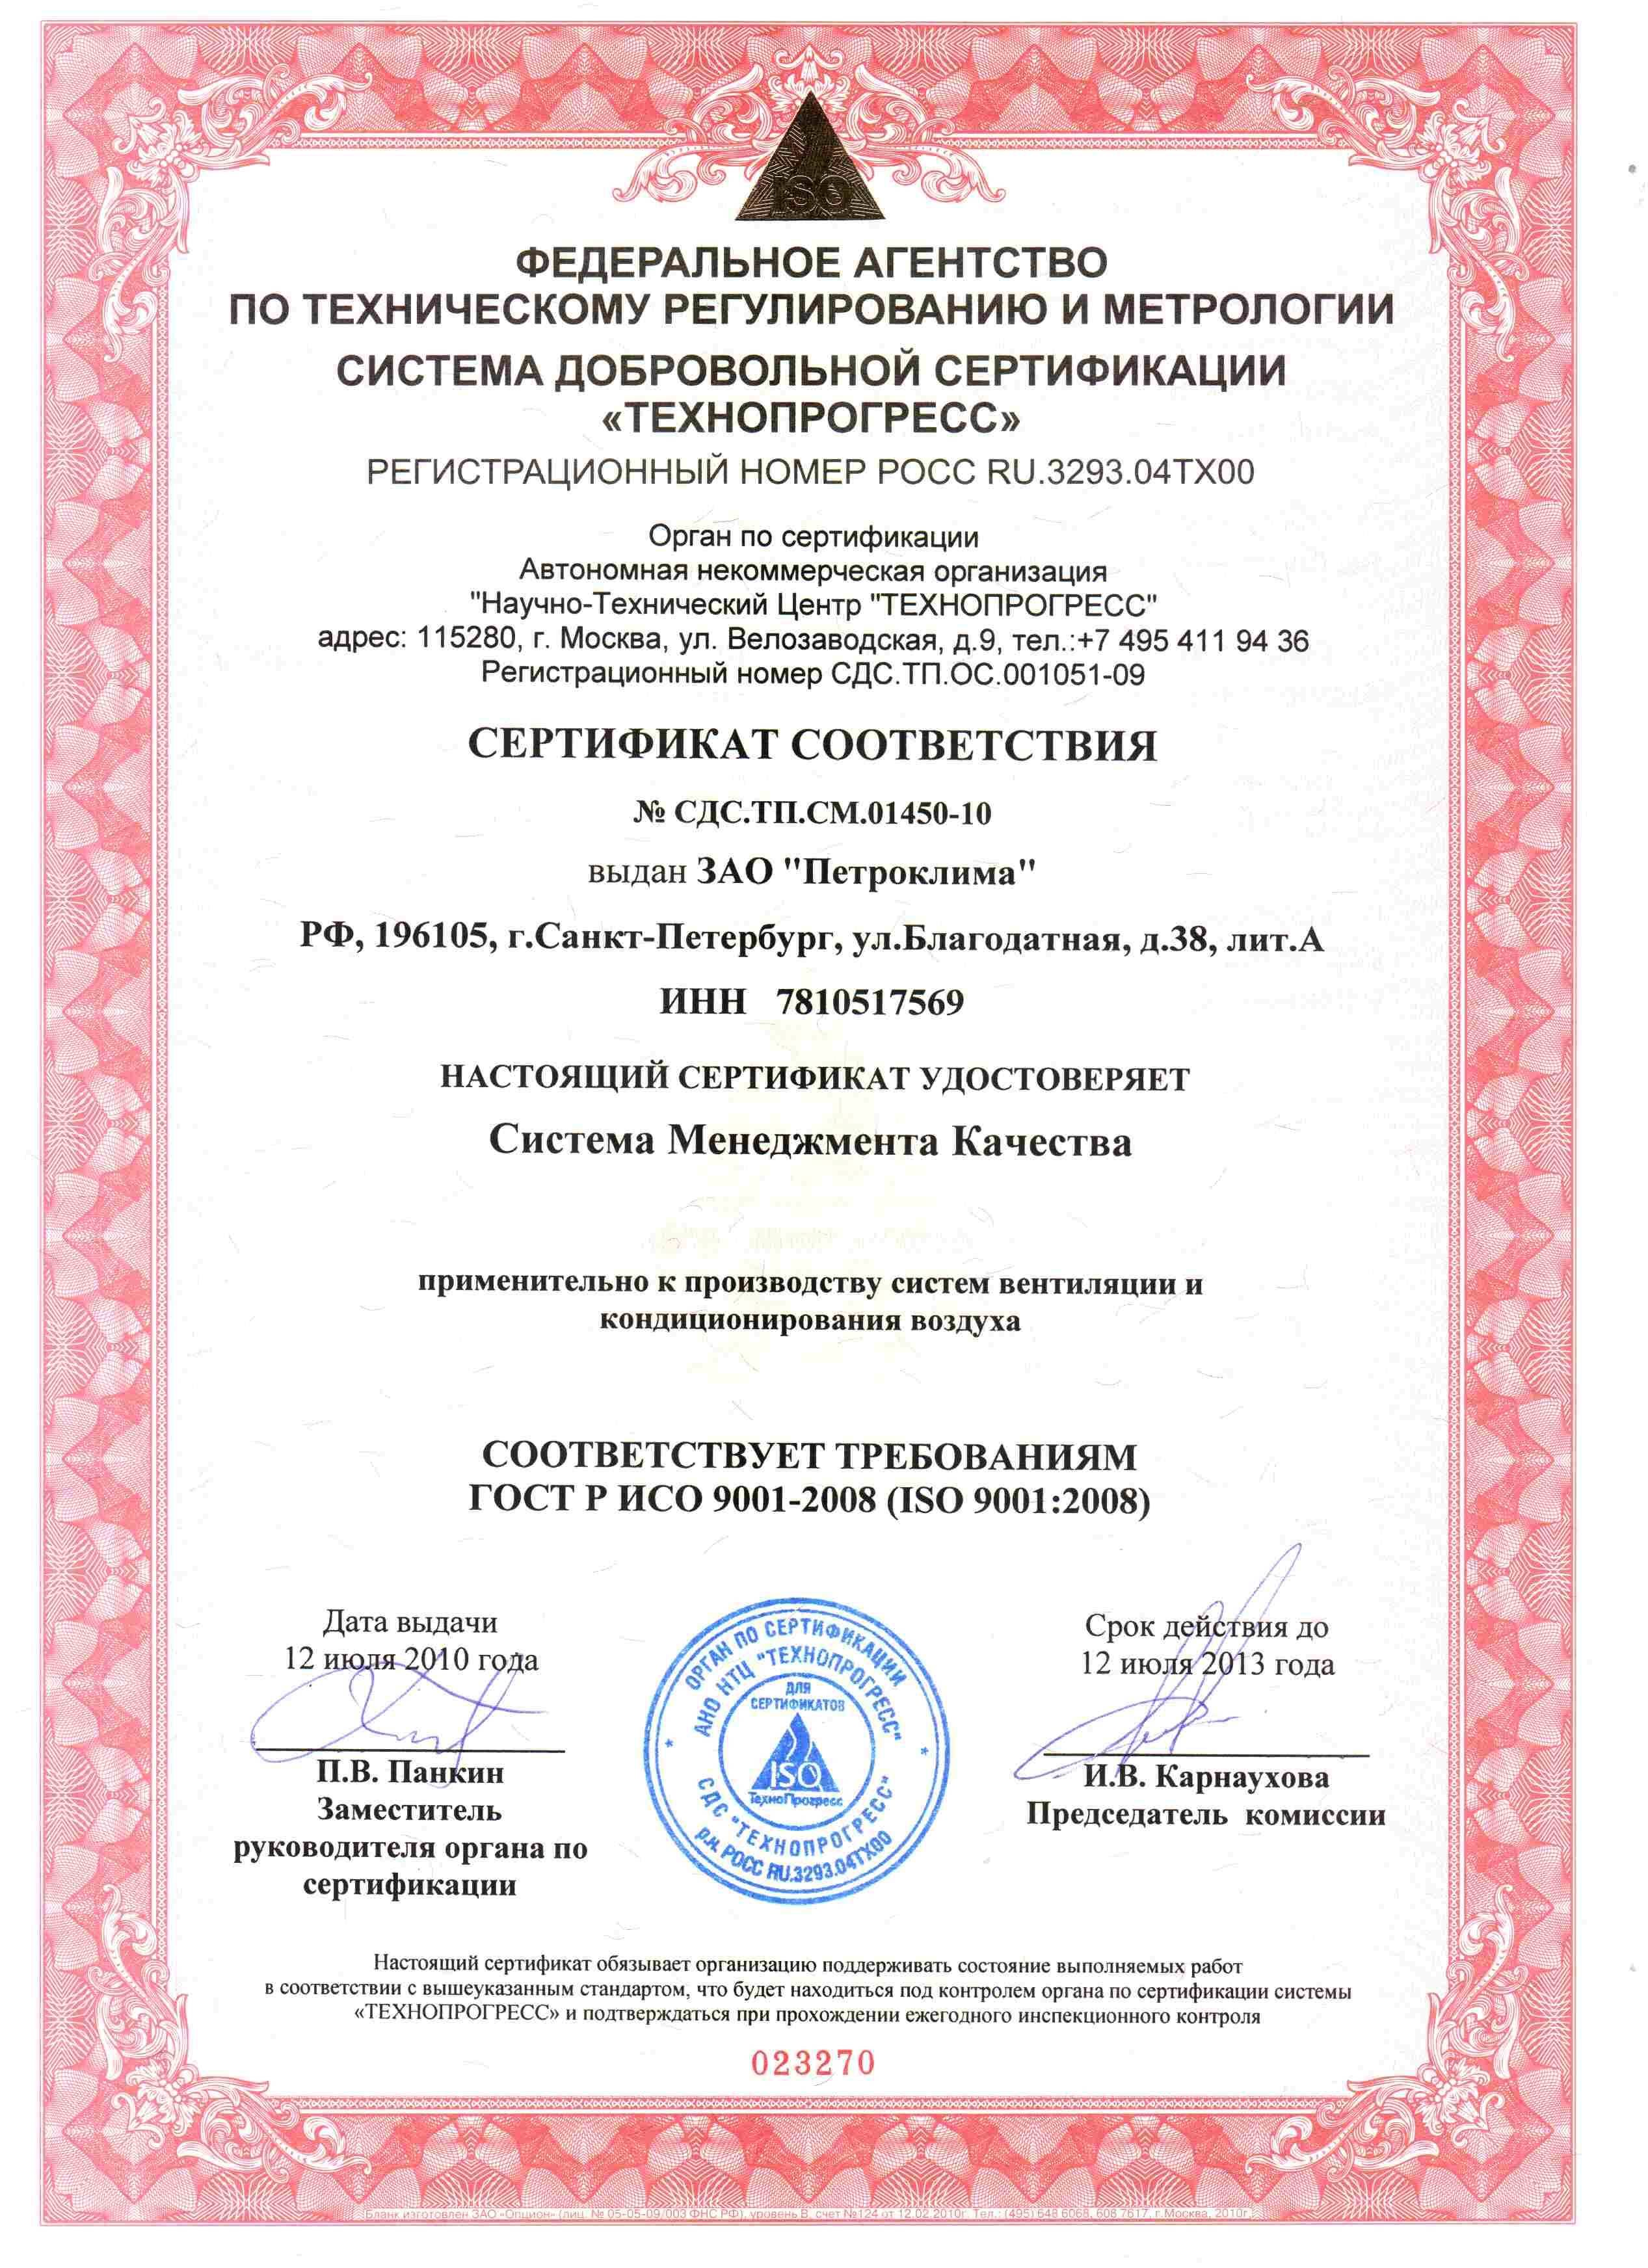 ISO
ФЕДЕРАЛЬНОЕ АГЕНТСТВО
ПО ТЕХНИЧЕСКОМУ РЕГУЛИРОВАНИЮ И МЕТРОЛОГИИ
СИСТЕМА ДОБРОВОЛЬНОЙ СЕРТИФИКАЦИИ
«ТЕХНОПРОГРЕСС»
РЕГИСТРАЦИОННЫЙ НОМЕР РОСС RU.3293.04ТХ00
Орган по сертификации
Автономная некоммерческая организация
"Научно-Технический Центр "ТЕХНОПРОГРЕСС"
адрес: 115280, г. Москва, ул. Велозаводская, д.9, тел.:+7 495 411 94 36
Регистрационный номер СДС.ТП.ОС.001051-09
СЕРТИФИКАТ СООТВЕТСТВИЯ
№ СДС.ТП.СМ.01450-10
выдан ЗАО "Петроклима"
РФ, 196105, г.Санкт-Петербург, ул.Благодатная, д.38, лит.А
ИНН 7810517569
НАСТОЯЩИЙ СЕРТИФИКАТ УДОСТОВЕРЯЕТ
Система Менеджмента Качества
применительно к производству систем вентиляции и
кондиционирования воздуха
СООТВЕТСТВУЕТ ТРЕБОВАНИЯМ
ГОСТ Р ИСО 9001-2008 (ISO 9001:2008)
Дата выдачи
12 июля 2010 года
П.В. Панкин
Заместитель
руководителя органа по
сертификации
ОРГАН ПО СЕРТИФИКАЦИИ
АНО НТЦ "ТЕХНОПРОГРЕСС"
ДЛЯ
СЕРТИФИКАТОВ
ISO
ТехноПрогресс
СДС "ТЕХНОПРОГРЕСС"
р.н. РОСС RU.3293.04ТХ00
Срок действия до
12 июля 2013 года
И.В. Карнаухова
Председатель комиссии
Настоящий сертификат обязывает организацию поддерживать состояние выполняемых работ
в соответствии с вышеуказанным стандартом, что будет находиться под контролем органа по сертификации системы
«ТЕХНОПРОГРЕСС» и подтверждаться при прохождении ежегодного инспекционного контроля
023270
Бланк изготовлен ЗАО «Опцион» (лиц. № 05-05-09/003 ФНС РФ), уровень В, счет №124 от 12.02.2010г. Тел.: (495) 648 6068, 608 7617, г.Москва, 2010г.